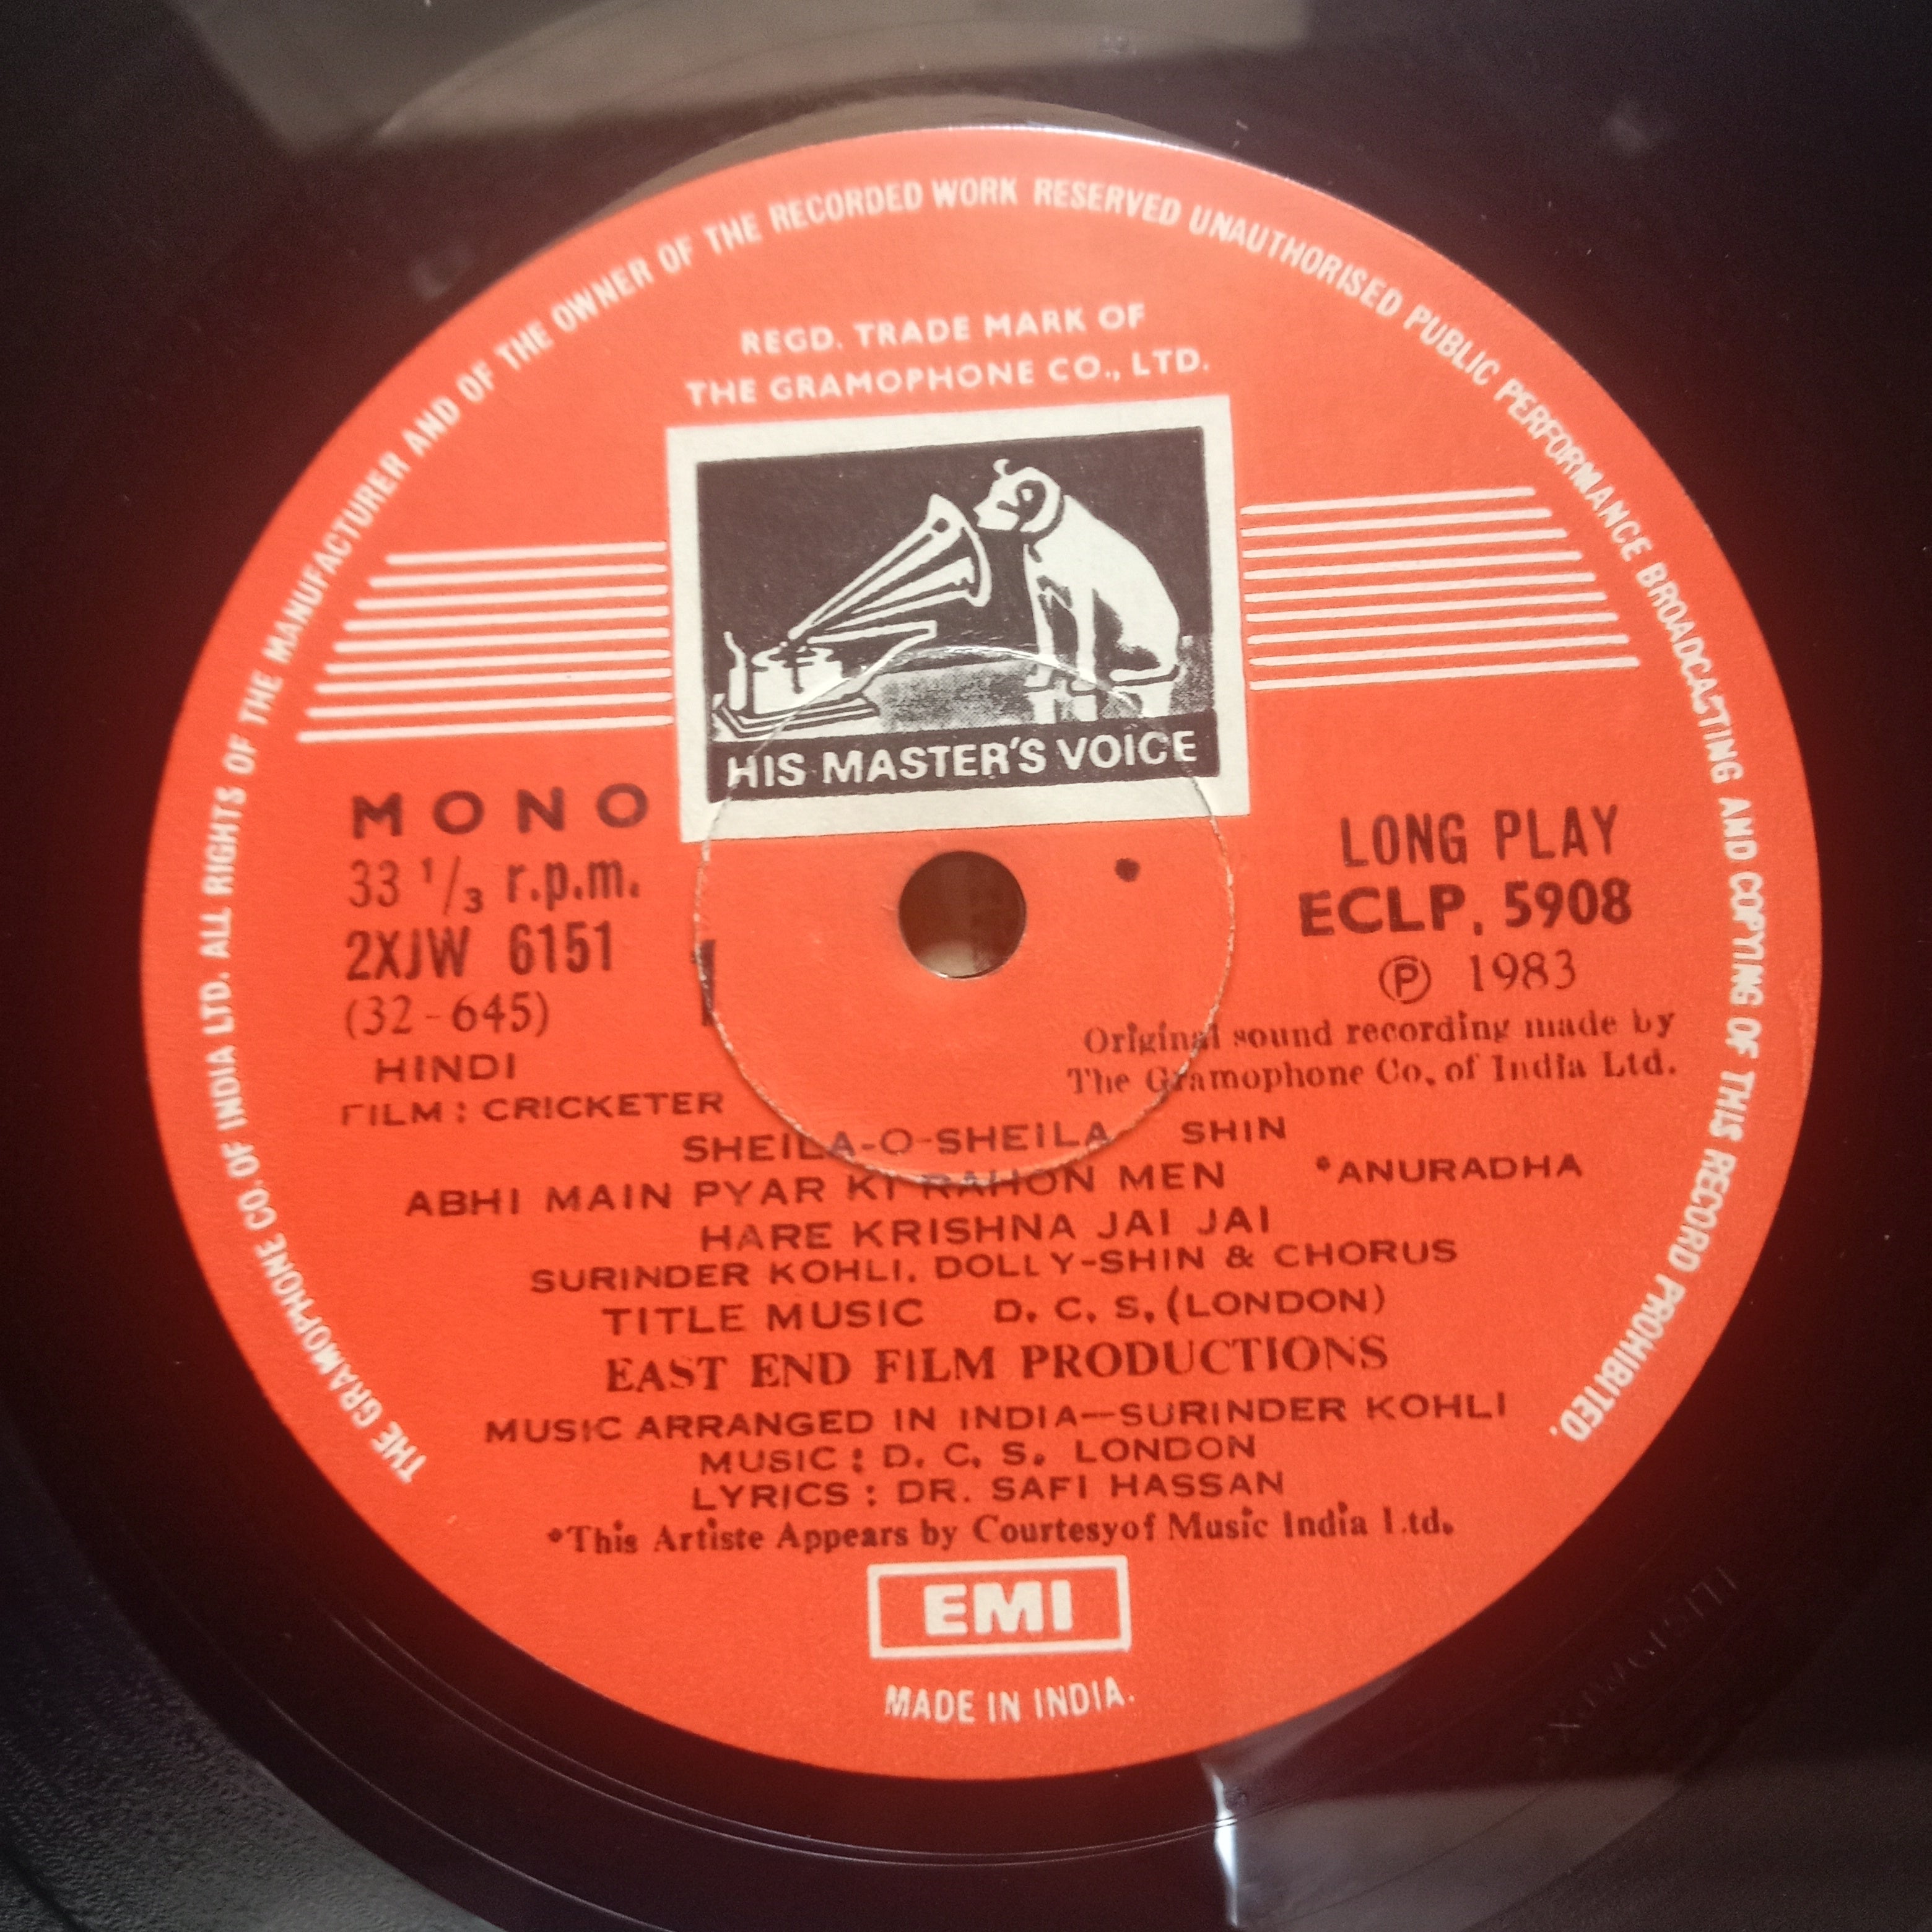 THE GRAMOPHONE CO. OF INDIA LTD. ALL RIGHTS OF THE MANUFACTURER AND OF THE OWNER OF THE RECORDED WORK RESERVED UNAUTHORISED PUBLIC PERFORMANCE BROADCASTING AND COPYING OF THIS RECORD PROHIBITED.
REGD. TRADE MARK OF
THE GRAMOPHONE CO., LTD.
HIS MASTER'S VOICE
MONO
33 1/3 r.p.m.
2XJW 6151
(32-645)
1
LONG PLAY
ECLP. 5908
℗ 1983
Original sound recording made by
The Gramophone Co. of India Ltd.
HINDI
FILM : CRICKETER
SHEILA-O-SHEILA SHIN
ABHI MAIN PYAR KI RAHON MEN *ANURADHA
HARE KRISHNA JAI JAI
SURINDER KOHLI, DOLLY-SHIN & CHORUS
TITLE MUSIC D. C. S. (LONDON)
EAST END FILM PRODUCTIONS
MUSIC ARRANGED IN INDIA—SURINDER KOHLI
MUSIC : D. C. S. LONDON
LYRICS : DR. SAFI HASSAN
*This Artiste Appears by Courtesyof Music India Ltd.
EMI
MADE IN INDIA.